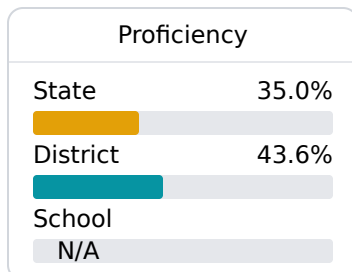 Proficiency
State 35.0%
District 43.6%
School
N/A